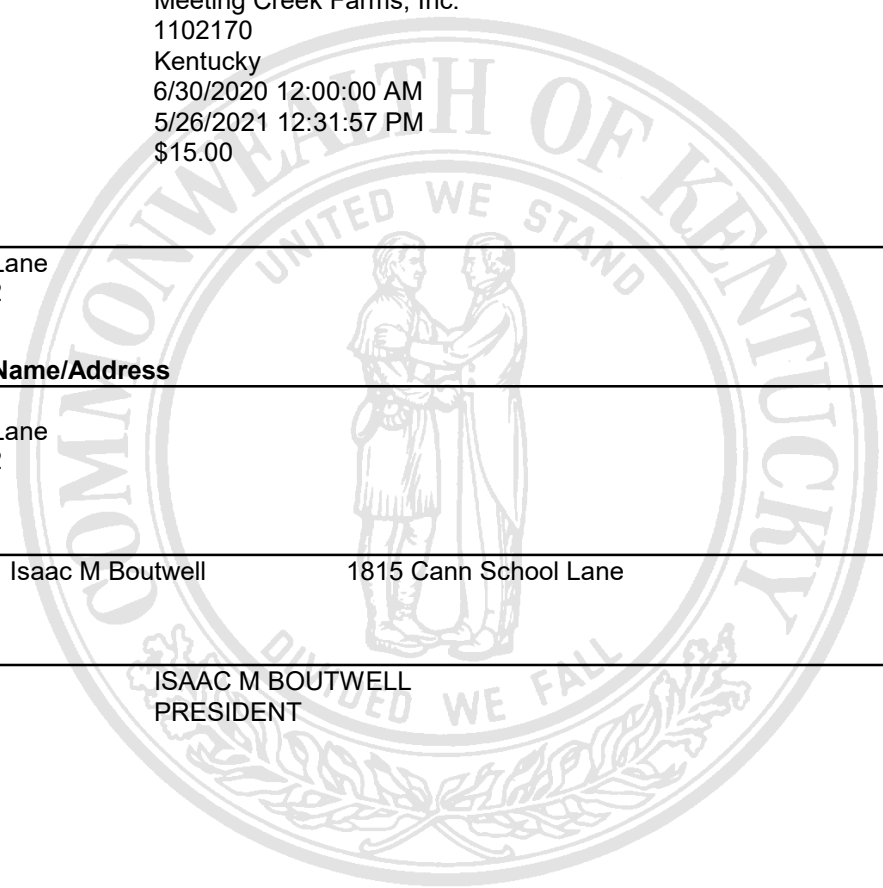 Meeting Creek Farms, Inc.
1102170
Kentucky
6/30/2020 12:00:00 AM
5/26/2021 12:31:57 PM
$15.00
COMMONWEALTH OF KENTUCKY
UNITED WE STAND
Lane
2
Name/Address
Lane
2
Isaac M Boutwell 1815 Cann School Lane
ISAAC M BOUTWELL
PRESIDENT
DIVIDED WE FALL